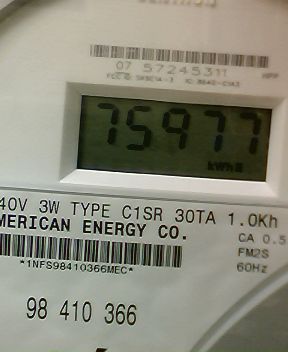 07 57245311
75977
kWh
40V 3W TYPE C1SR 30TA 1.0Kh
MERICAN ENERGY CO.
CA 0.5
FM2S
*1NFS98410366MEC*
60Hz
98 410 366